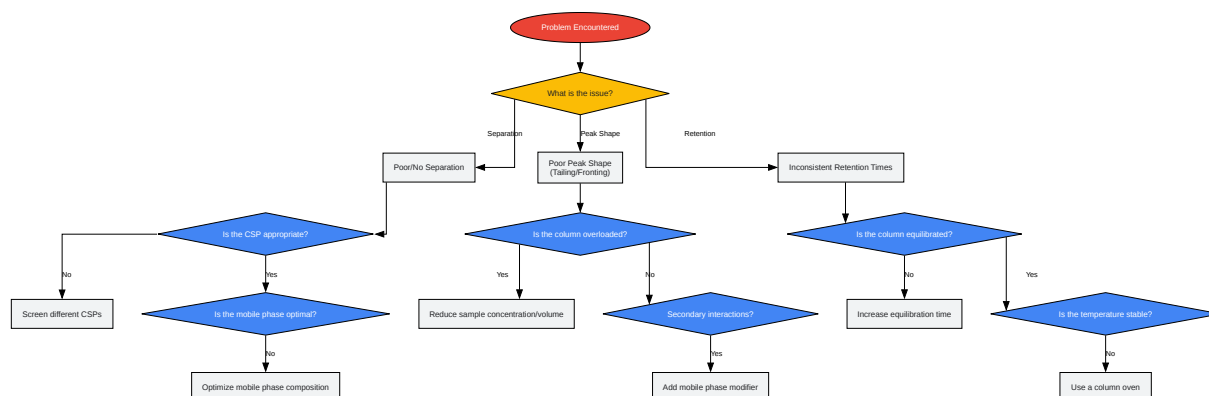 Problem Encountered
What is the issue?
Separation
Peak Shape
Retention
Poor/No Separation
Poor Peak Shape
(Tailing/Fronting)
Inconsistent Retention Times
Is the CSP appropriate?
Is the column overloaded?
Is the column equilibrated?
No
Yes
Yes
No
No
Yes
Screen different CSPs
Is the mobile phase optimal?
Reduce sample concentration/volume
Secondary interactions?
Increase equilibration time
Is the temperature stable?
No
Yes
No
Optimize mobile phase composition
Add mobile phase modifier
Use a column oven